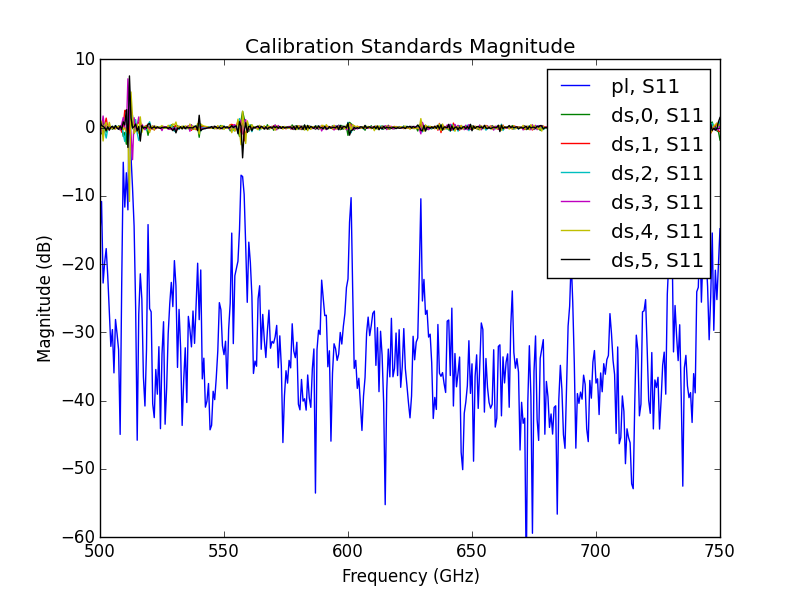 Calibration Standards Magnitude
10
0
−10
−20
−30
−40
−50
−60
Magnitude (dB)
pl, S11
ds,0, S11
ds,1, S11
ds,2, S11
ds,3, S11
ds,4, S11
ds,5, S11
500
550
600
650
700
750
Frequency (GHz)